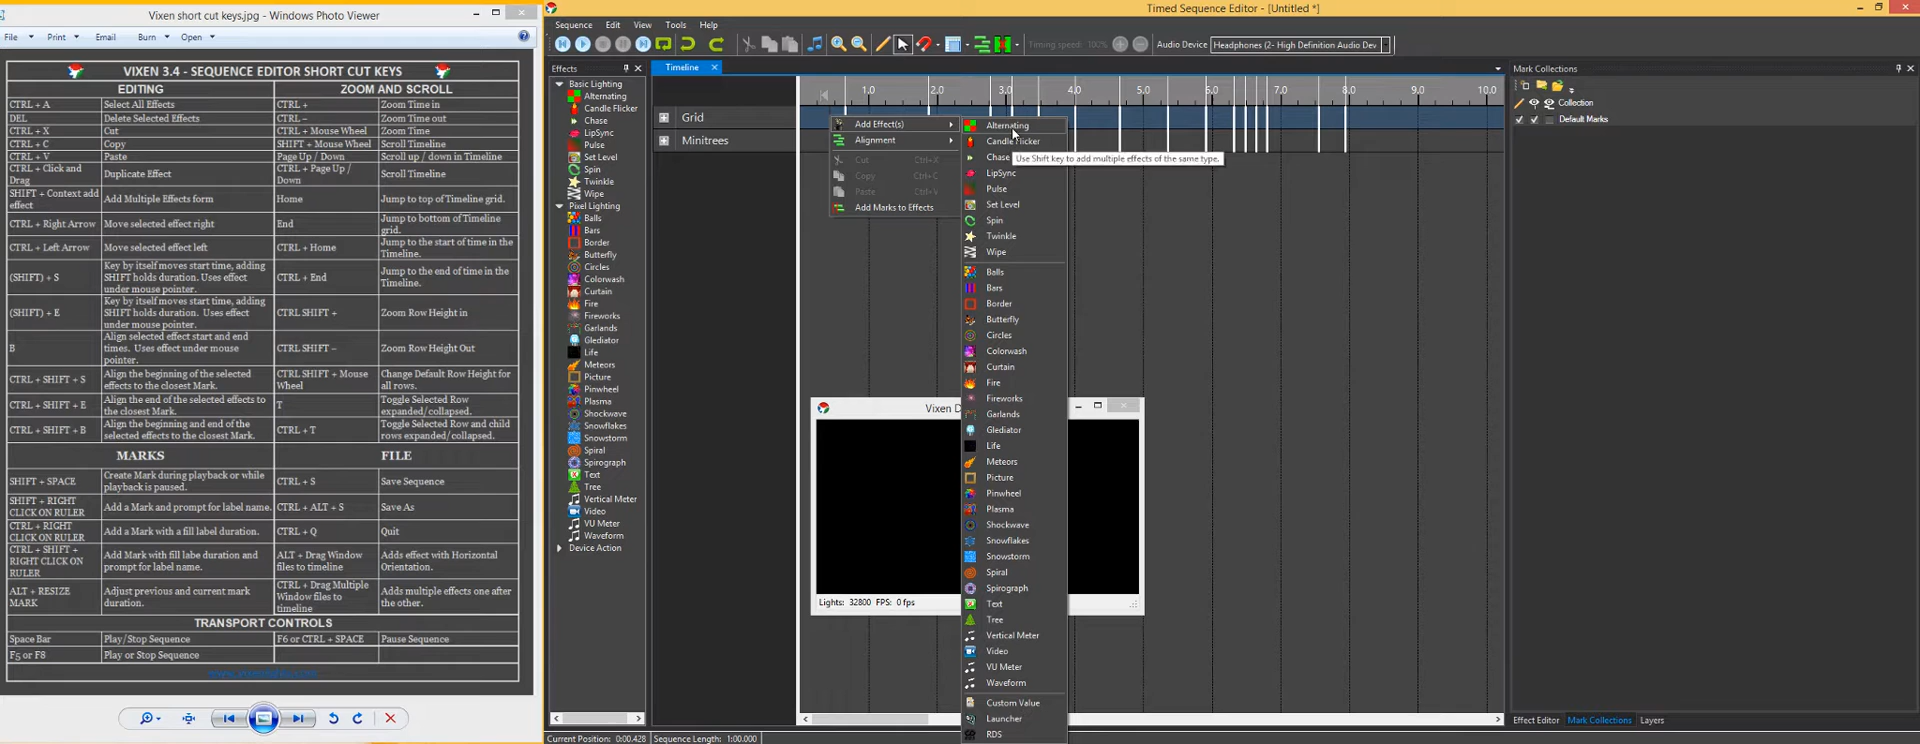 Vixen short cut keys.jpg - Windows Photo Viewer
File Print Email Burn Open
VIXEN 3.4 - SEQUENCE EDITOR SHORT CUT KEYS
EDITING ZOOM AND SCROLL
CTRL + A Select All Effects CTRL + Zoom Time in
DEL Delete Selected Effects CTRL – Zoom Time out
CTRL + X Cut CTRL + Mouse Wheel Zoom Time
CTRL + C Copy SHIFT + Mouse Wheel Scroll Timeline
CTRL + V Paste Page Up / Down Scroll up / down in Timeline
CTRL + Click and Drag Duplicate Effect CTRL + Page Up / Down Scroll Timeline
SHIFT + Context add effect Add Multiple Effects form Home Jump to top of Timeline grid.
CTRL + Right Arrow Move selected effect right End Jump to bottom of Timeline grid.
CTRL + Left Arrow Move selected effect left CTRL + Home Jump to the start of time in the Timeline.
(SHIFT) + S Key by itself moves start time, adding SHIFT holds duration. Uses effect under mouse pointer. CTRL + End Jump to the end of time in the Timeline.
(SHIFT) + E Key by itself moves start time, adding SHIFT holds duration. Uses effect under mouse pointer. CTRL SHIFT + Zoom Row Height in
B Align selected effect start and end times. Uses effect under mouse pointer. CTRL SHIFT – Zoom Row Height Out
CTRL + SHIFT + S Align the beginning of the selected effects to the closest Mark. CTRL SHIFT + Mouse Wheel Change Default Row Height for all rows.
CTRL + SHIFT + E Align the end of the selected effects to the closest Mark. T Toggle Selected Row expanded/collapsed.
CTRL + SHIFT + B Align the beginning and end of the selected effects to the closest Mark. CTRL + T Toggle Selected Row and child rows expanded/collapsed.
MARKS FILE
SHIFT + SPACE Create Mark during playback or while playback is paused. CTRL + S Save Sequence
SHIFT + RIGHT CLICK ON RULER Add a Mark and prompt for label name. CTRL + ALT + S Save As
CTRL + RIGHT CLICK ON RULER Add a Mark with a fill label duration. CTRL + Q Quit
CTRL + SHIFT + RIGHT CLICK ON RULER Add Mark with fill labe duration and prompt for label name. ALT + Drag Window files to timeline Adds effect with Horizontal Orientation.
ALT + RESIZE MARK Adjust previous and current mark duration. CTRL + Drag Multiple Window files to timeline Adds multiple effects one after the other.
TRANSPORT CONTROLS
Space Bar Play/Stop Sequence F6 or CTRL + SPACE Pause Sequence
F5 or F8 Play or Stop Sequence
Timed Sequence Editor - [Untitled *]
Sequence Edit View Tools Help
Timing speed: 100% Audio Device Headphones (2- High Definition Audio Dev
Effects
Basic Lighting
Alternating
Candle Flicker
Chase
LipSync
Pulse
Set Level
Spin
Twinkle
Wipe
Pixel Lighting
Balls
Bars
Border
Butterfly
Circles
Colorwash
Curtain
Fire
Fireworks
Garlands
Glediator
Life
Meteors
Picture
Pinwheel
Plasma
Shockwave
Snowflakes
Snowstorm
Spiral
Spirograph
Text
Tree
Vertical Meter
Video
VU Meter
Waveform
Device Action
Timeline
1.0 2.0 3.0 4.0 5.0 6.0 7.0 8.0 9.0 10.0
Grid
Minitrees
Add Effect(s)
Alignment
Cut Ctrl+X
Copy Ctrl+C
Paste Ctrl+V
Add Marks to Effects
Alternating
Candle Flicker
Chase
Use Shift key to add multiple effects of the same type.
LipSync
Pulse
Set Level
Spin
Twinkle
Wipe
Balls
Bars
Border
Butterfly
Circles
Colorwash
Curtain
Fire
Fireworks
Garlands
Glediator
Life
Meteors
Picture
Pinwheel
Plasma
Shockwave
Snowflakes
Snowstorm
Spiral
Spirograph
Text
Tree
Vertical Meter
Video
VU Meter
Waveform
Custom Value
Launcher
RDS
Vixen D
Lights: 32800 FPS: 0 fps
Mark Collections
Collection
Default Marks
Effect Editor Mark Collections Layers
Current Position: 0:00.428 Sequence Length: 1:00.000